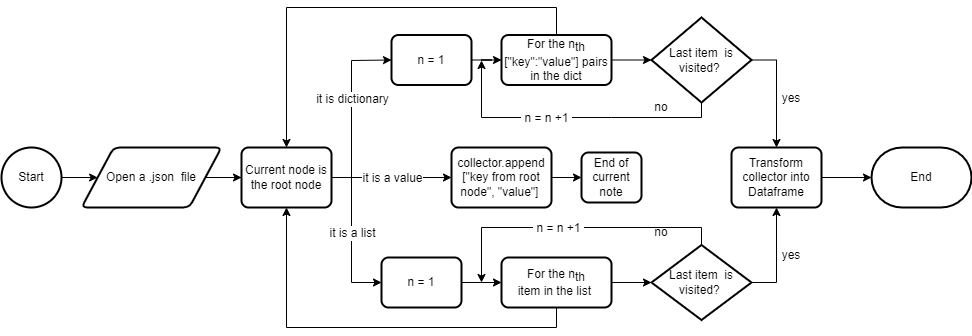 Start
Open a .json file
Current node is
the root node
it is dictionary
n = 1
For the nth
["key":"value"] pairs
in the dict
Last item is
visited?
no
n = n +1
yes
it is a value
collector.append
["key from root
node", "value"]
End of
current
note
it is a list
n = 1
For the nth
item in the list
Last item is
visited?
no
n = n +1
yes
Transform
collector into
Dataframe
End